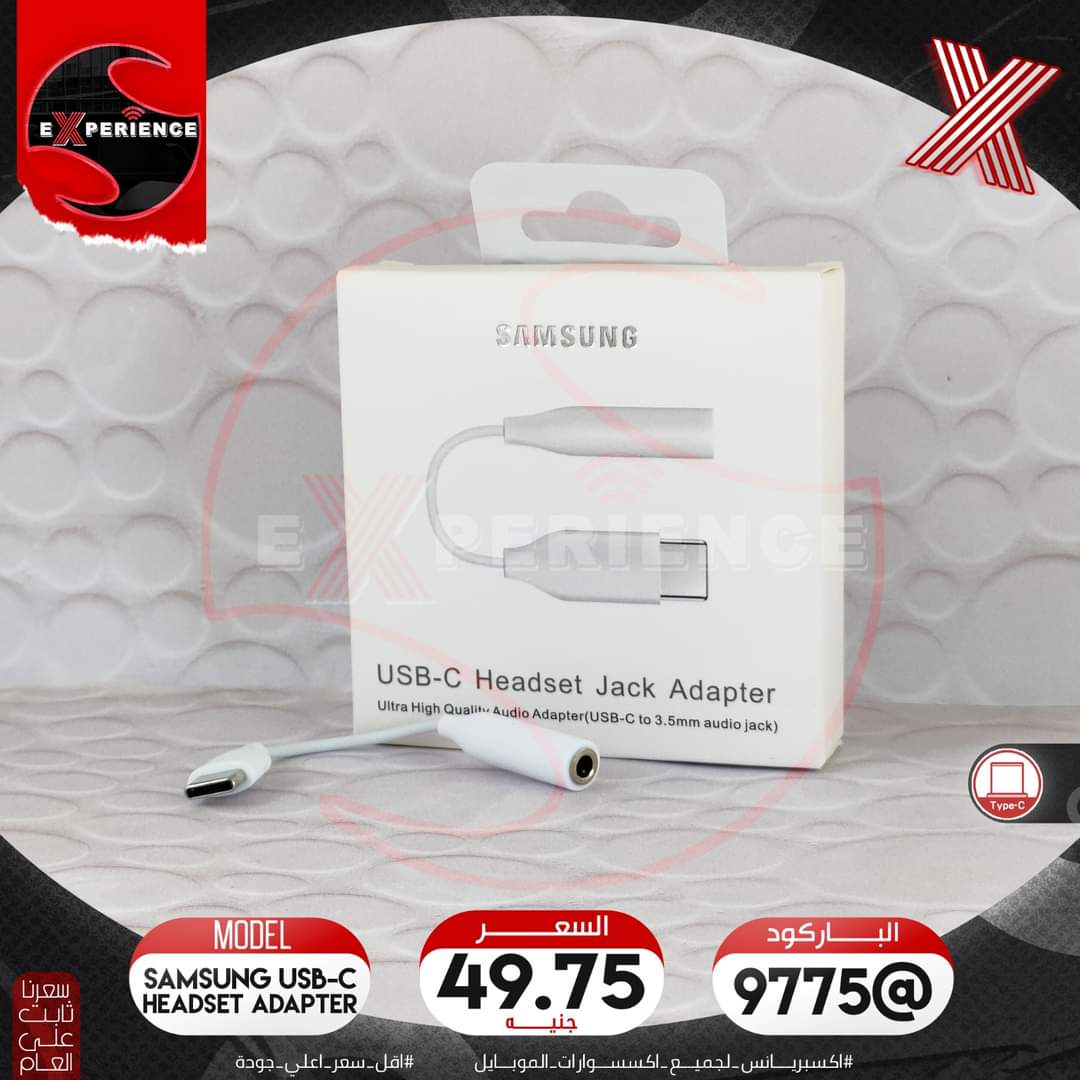 EXPERIENCE
X
SAMSUNG
EXPERIENCE
USB-C Headset Jack Adapter
Ultra High Quality Audio Adapter(USB-C to 3.5mm audio jack)
Type-C
MODEL
SAMSUNG USB-C
HEADSET ADAPTER
السعر
49.75
جنيه
الباركود
9775@
سعرنا
ثابت
علي
العام
#اكسبريانس_لجميع_اكسسوارات_الموبايل
#اقل_سعر_اعلي_جودة